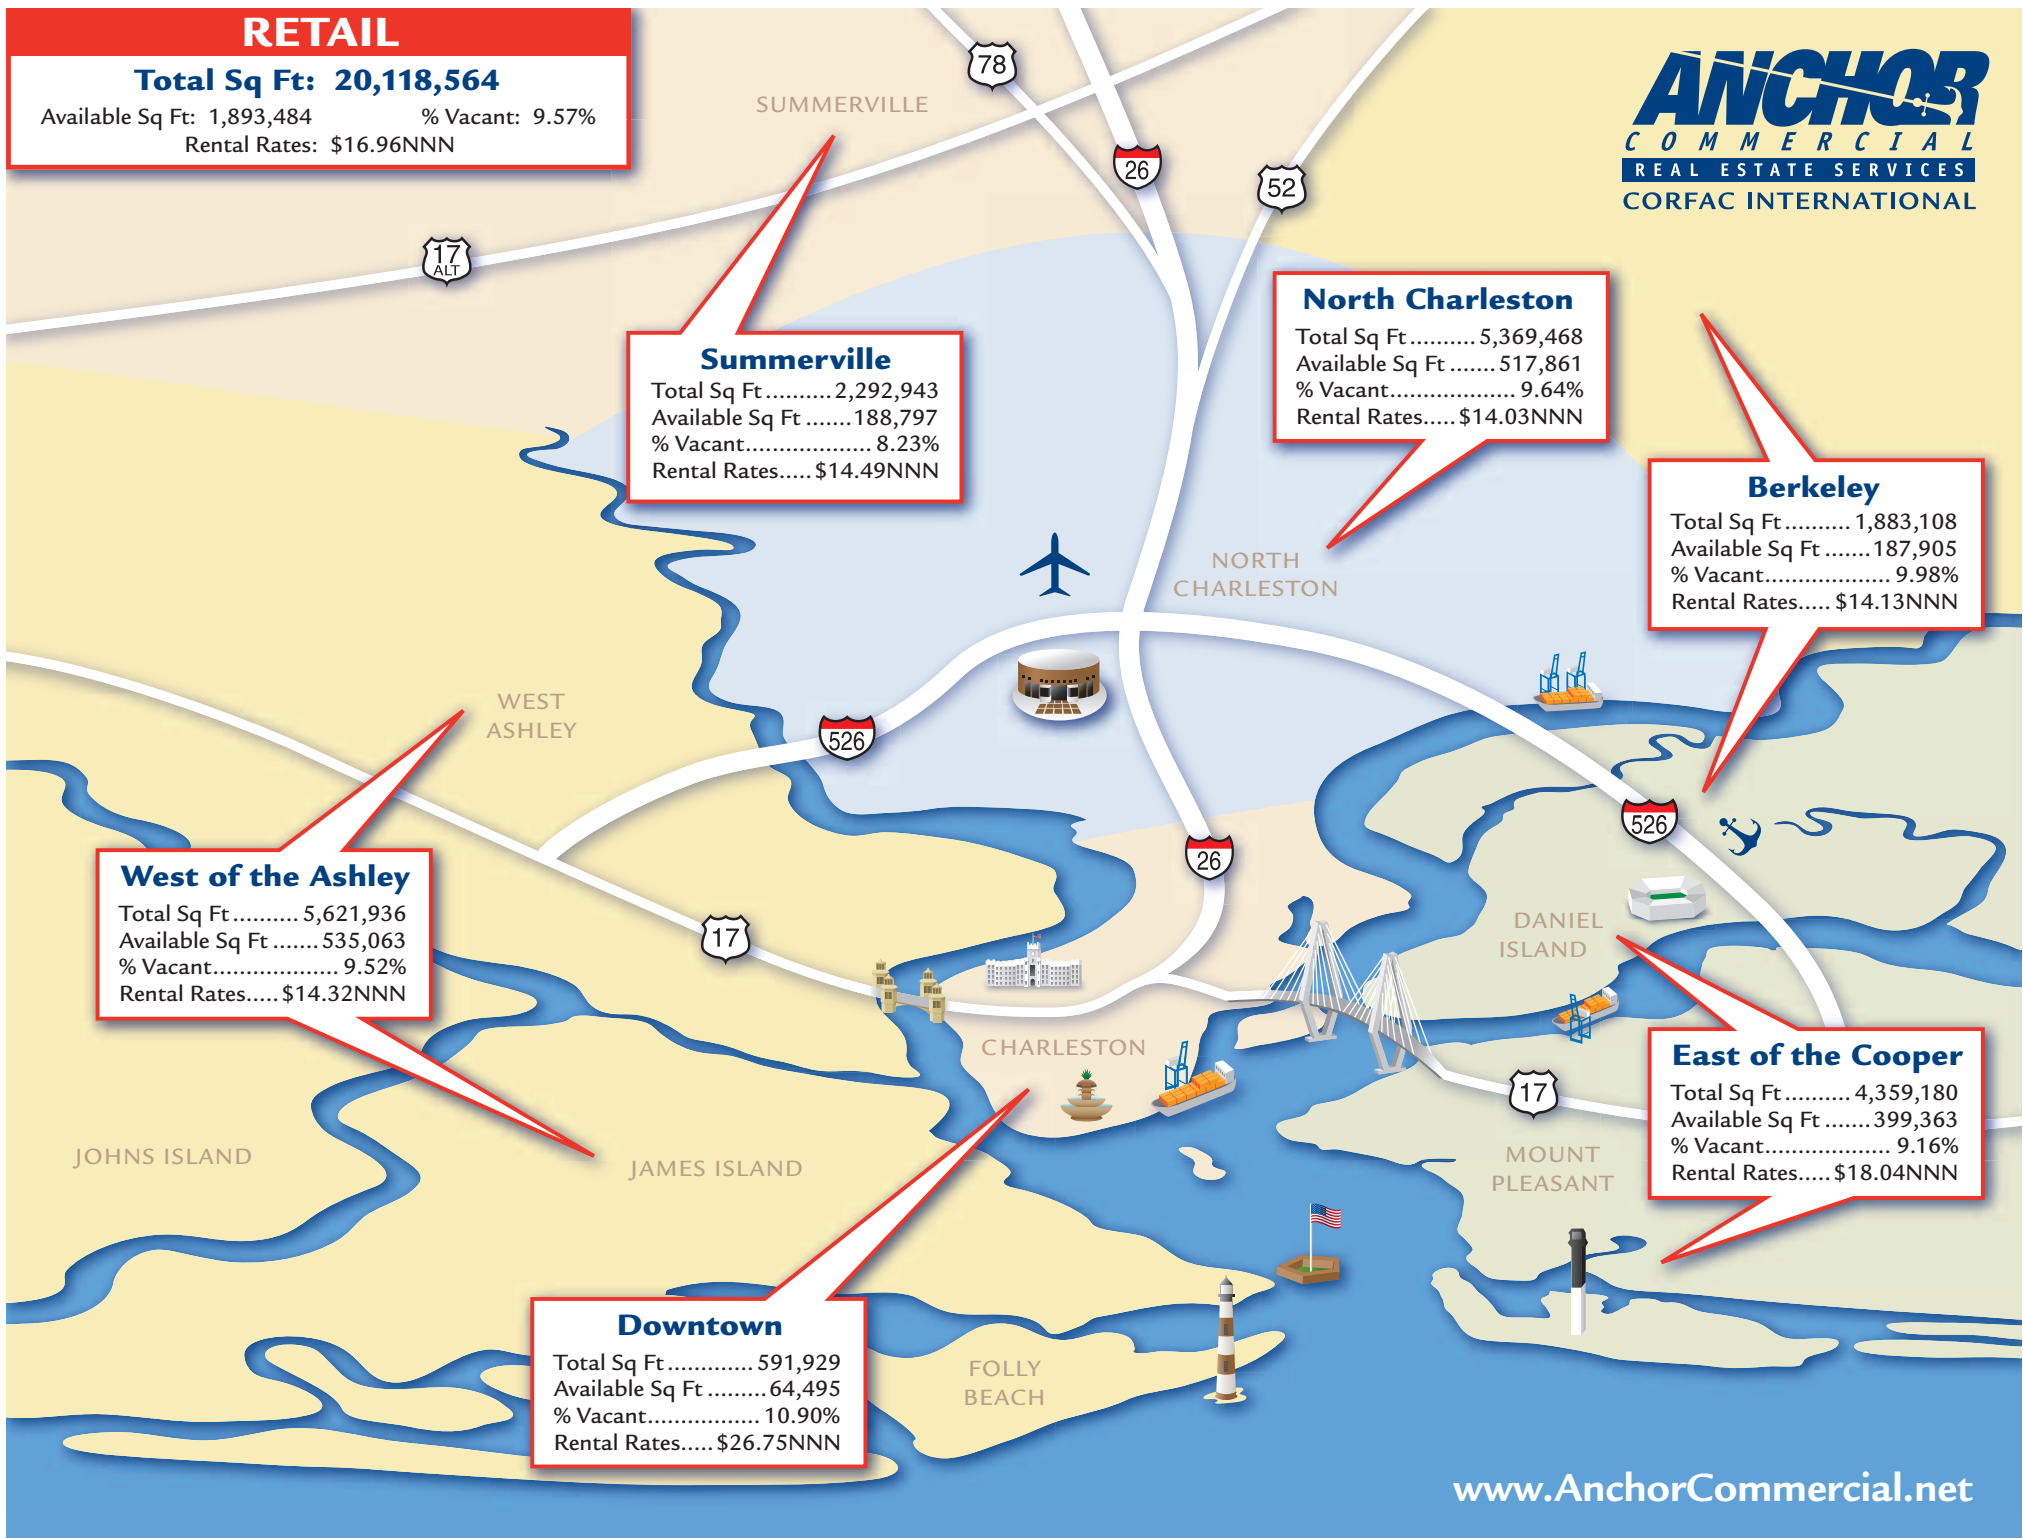 RETAIL
Total Sq Ft: 20,118,564
Available Sq Ft: 1,893,484 % Vacant: 9.57%
Rental Rates: $16.96NNN
ANCHOR
COMMERCIAL
REAL ESTATE SERVICES
CORFAC INTERNATIONAL
78
SUMMERVILLE
26
52
17
ALT
North Charleston
Total Sq Ft.......... 5,369,468
Available Sq Ft .......517,861
% Vacant................... 9.64%
Rental Rates..... $14.03NNN
Summerville
Total Sq Ft..........2,292,943
Available Sq Ft .......188,797
% Vacant................... 8.23%
Rental Rates..... $14.49NNN
Berkeley
Total Sq Ft.......... 1,883,108
Available Sq Ft .......187,905
% Vacant................... 9.98%
Rental Rates..... $14.13NNN
NORTH
CHARLESTON
WEST
ASHLEY
526
526
26
West of the Ashley
Total Sq Ft.......... 5,621,936
Available Sq Ft .......535,063
% Vacant................... 9.52%
Rental Rates..... $14.32NNN
17
DANIEL
ISLAND
CHARLESTON
East of the Cooper
Total Sq Ft.......... 4,359,180
Available Sq Ft .......399,363
% Vacant................... 9.16%
Rental Rates..... $18.04NNN
17
JOHNS ISLAND
JAMES ISLAND
MOUNT
PLEASANT
Downtown
Total Sq Ft............. 591,929
Available Sq Ft .........64,495
% Vacant................. 10.90%
Rental Rates..... $26.75NNN
FOLLY
BEACH
www.AnchorCommercial.net